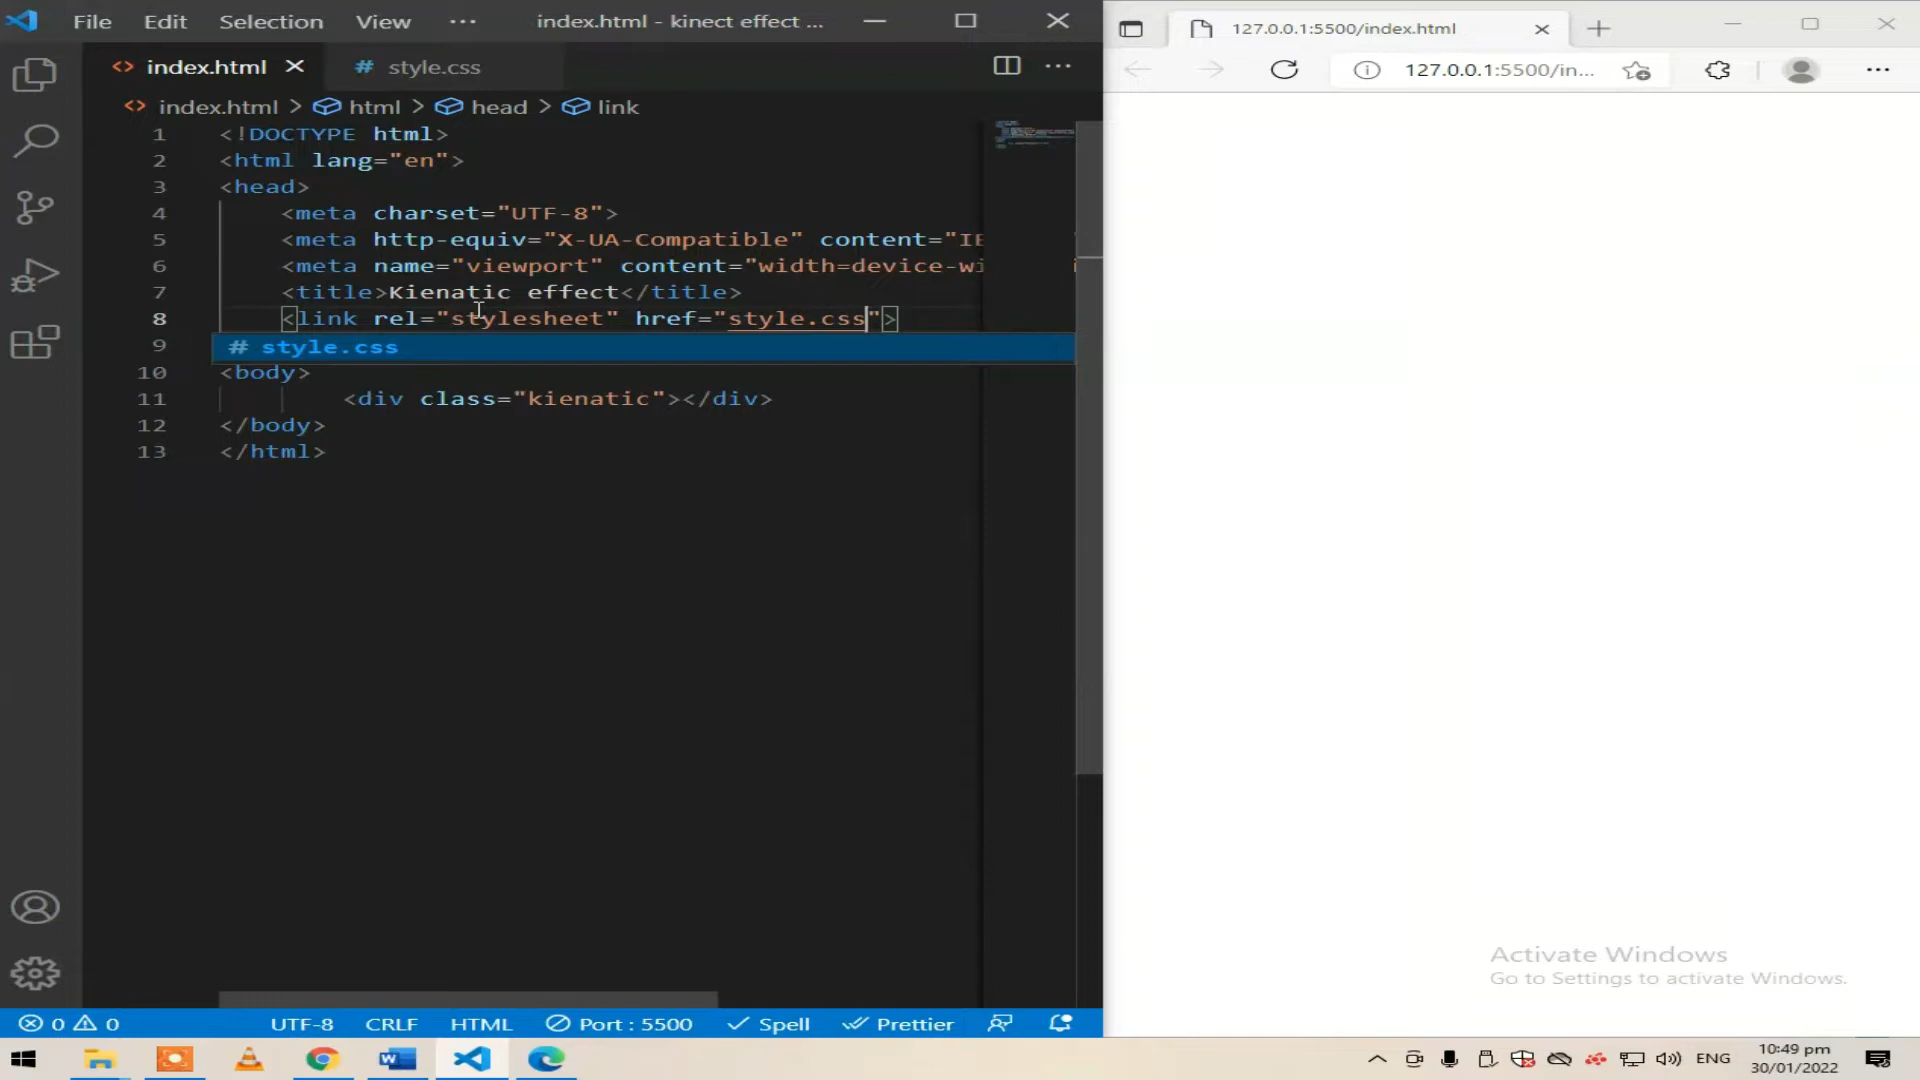 File Edit Selection View ··· index.html - kinect effect ...
<> index.html × # style.css ···
<> index.html > html > head > link
1 <!DOCTYPE html>
2 <html lang="en">
3 <head>
4 <meta charset="UTF-8">
5 <meta http-equiv="X-UA-Compatible" content="IE
6 <meta name="viewport" content="width=device-wi
7 <title>Kienatic effect</title>
8 <link rel="stylesheet" href="style.css">
9 # style.css
10 <body>
11 <div class="kienatic"></div>
12 </body>
13 </html>
0 0 UTF-8 CRLF HTML Port : 5500 Spell Prettier
127.0.0.1:5500/index.html
127.0.0.1:5500/in...
Activate Windows
Go to Settings to activate Windows.
ENG
10:49 pm
30/01/2022